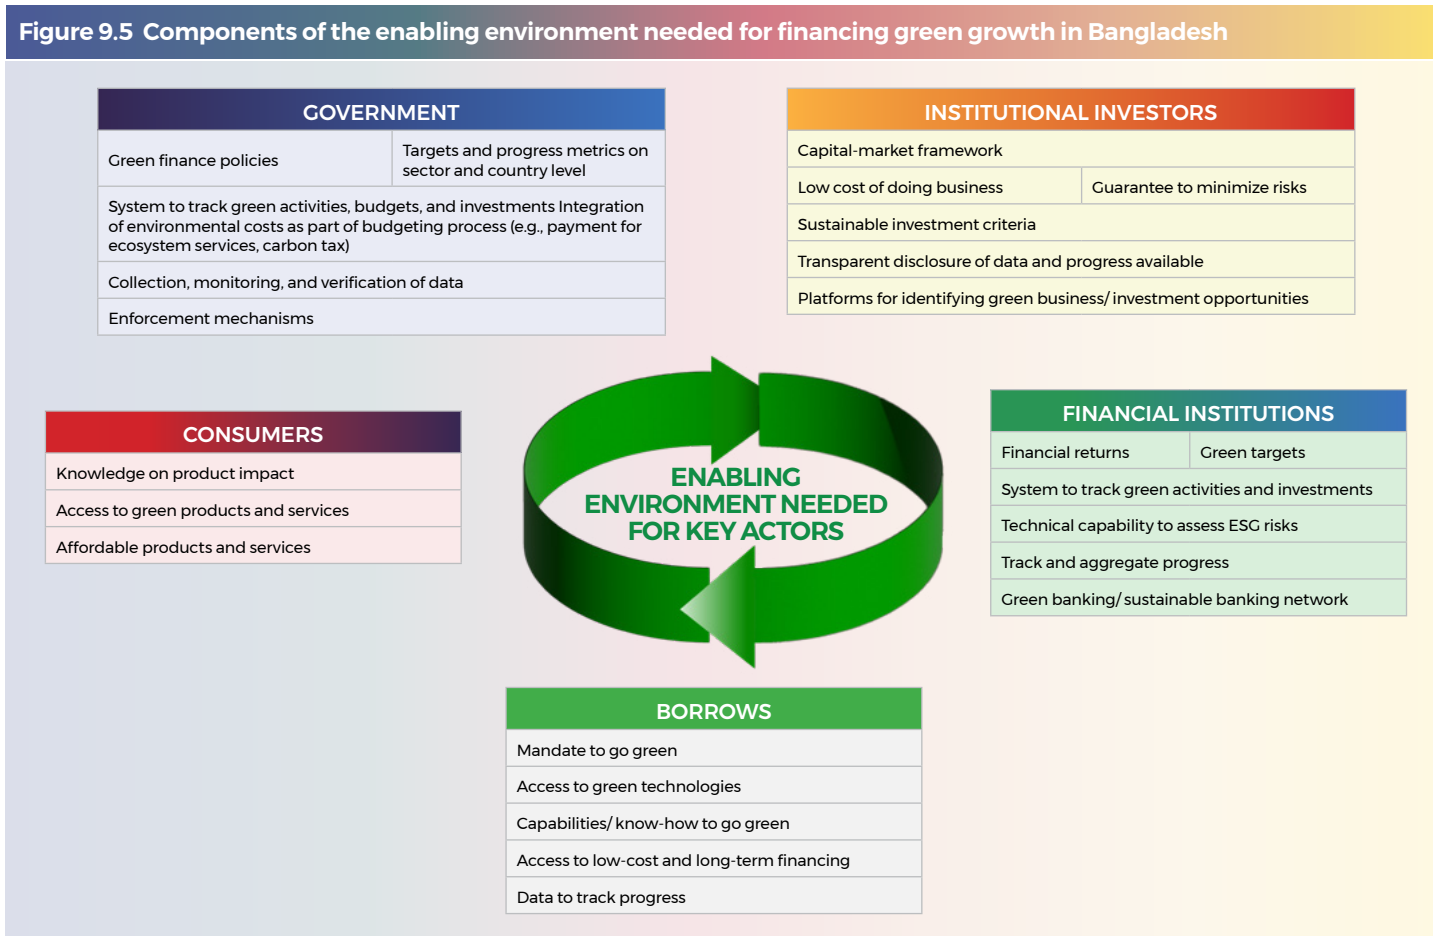 Figure 9.5 Components of the enabling environment needed for financing green growth in Bangladesh
GOVERNMENT
Green finance policies
Targets and progress metrics on
sector and country level
System to track green activities, budgets, and investments Integration
of environmental costs as part of budgeting process (e.g., payment for
ecosystem services, carbon tax)
Collection, monitoring, and verification of data
Enforcement mechanisms
INSTITUTIONAL INVESTORS
Capital-market framework
Low cost of doing business
Guarantee to minimize risks
Sustainable investment criteria
Transparent disclosure of data and progress available
Platforms for identifying green business/ investment opportunities
CONSUMERS
Knowledge on product impact
Access to green products and services
Affordable products and services
ENABLING
ENVIRONMENT NEEDED
FOR KEY ACTORS
FINANCIAL INSTITUTIONS
Financial returns
Green targets
System to track green activities and investments
Technical capability to assess ESG risks
Track and aggregate progress
Green banking/ sustainable banking network
BORROWS
Mandate to go green
Access to green technologies
Capabilities/ know-how to go green
Access to low-cost and long-term financing
Data to track progress